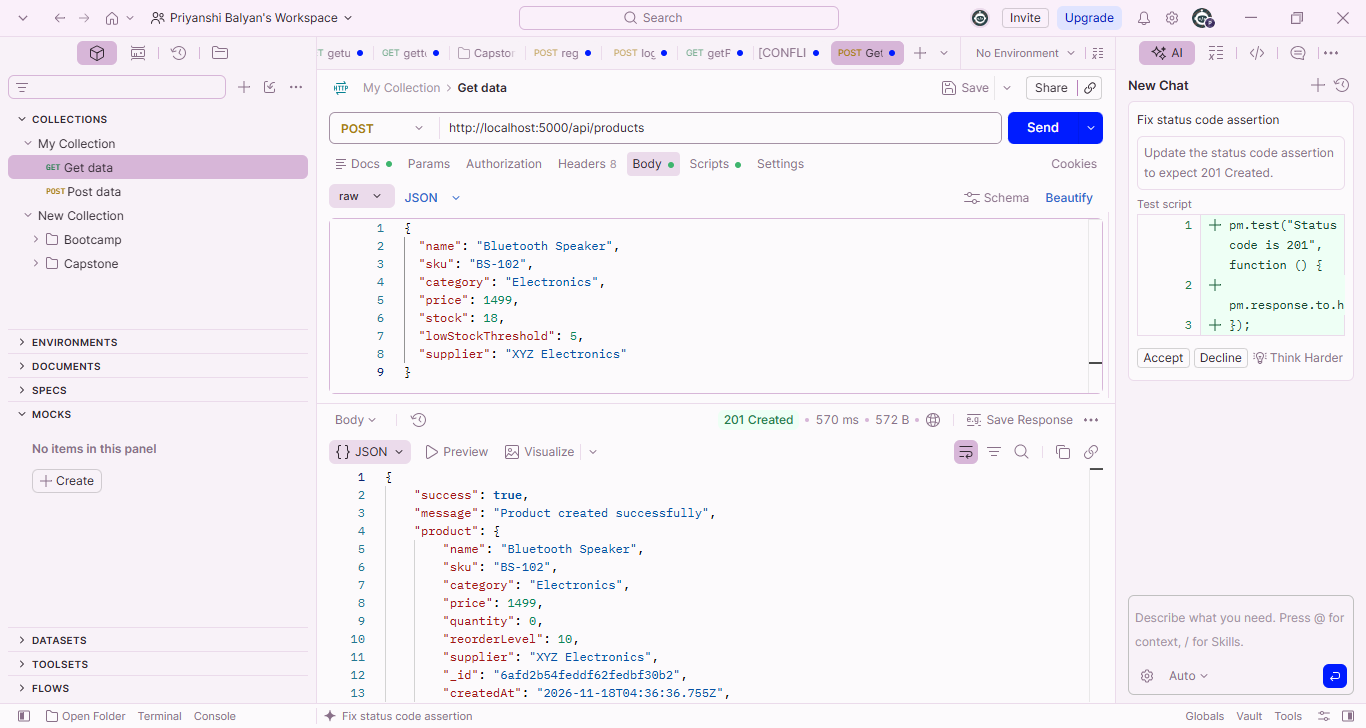 Priyanshi Balyan's Workspace
Search
Invite
Upgrade
GET getu
GET gett
Capsto
POST reg
POST log
GET getF
[CONFLI
POST Get
No Environment
AI
COLLECTIONS
My Collection
GET Get data
POST Post data
New Collection
Bootcamp
Capstone
ENVIRONMENTS
DOCUMENTS
SPECS
MOCKS
No items in this panel
Create
DATASETS
TOOLSETS
FLOWS
HTTP
My Collection > Get data
Save
Share
POST
http://localhost:5000/api/products
Send
Docs
Params
Authorization
Headers 8
Body
Scripts
Settings
Cookies
raw
JSON
Schema
Beautify
1 {
2 "name": "Bluetooth Speaker",
3 "sku": "BS-102",
4 "category": "Electronics",
5 "price": 1499,
6 "stock": 18,
7 "lowStockThreshold": 5,
8 "supplier": "XYZ Electronics"
9 }
Body
201 Created • 570 ms • 572 B
e.g. Save Response
{ } JSON
Preview
Visualize
1 {
2 "success": true,
3 "message": "Product created successfully",
4 "product": {
5 "name": "Bluetooth Speaker",
6 "sku": "BS-102",
7 "category": "Electronics",
8 "price": 1499,
9 "quantity": 0,
10 "reorderLevel": 10,
11 "supplier": "XYZ Electronics",
12 "_id": "6afd2b54feddf62fedbf30b2",
13 "createdAt": "2026-11-18T04:36:36.755Z",
New Chat
Fix status code assertion
Update the status code assertion
to expect 201 Created.
Test script
1 + pm.test("Status
code is 201",
function () {
2 +
pm.response.to.h
3 + });
Accept
Decline
Think Harder
Describe what you need. Press @ for
context, / for Skills.
Auto
Open Folder
Terminal
Console
Fix status code assertion
Globals
Vault
Tools